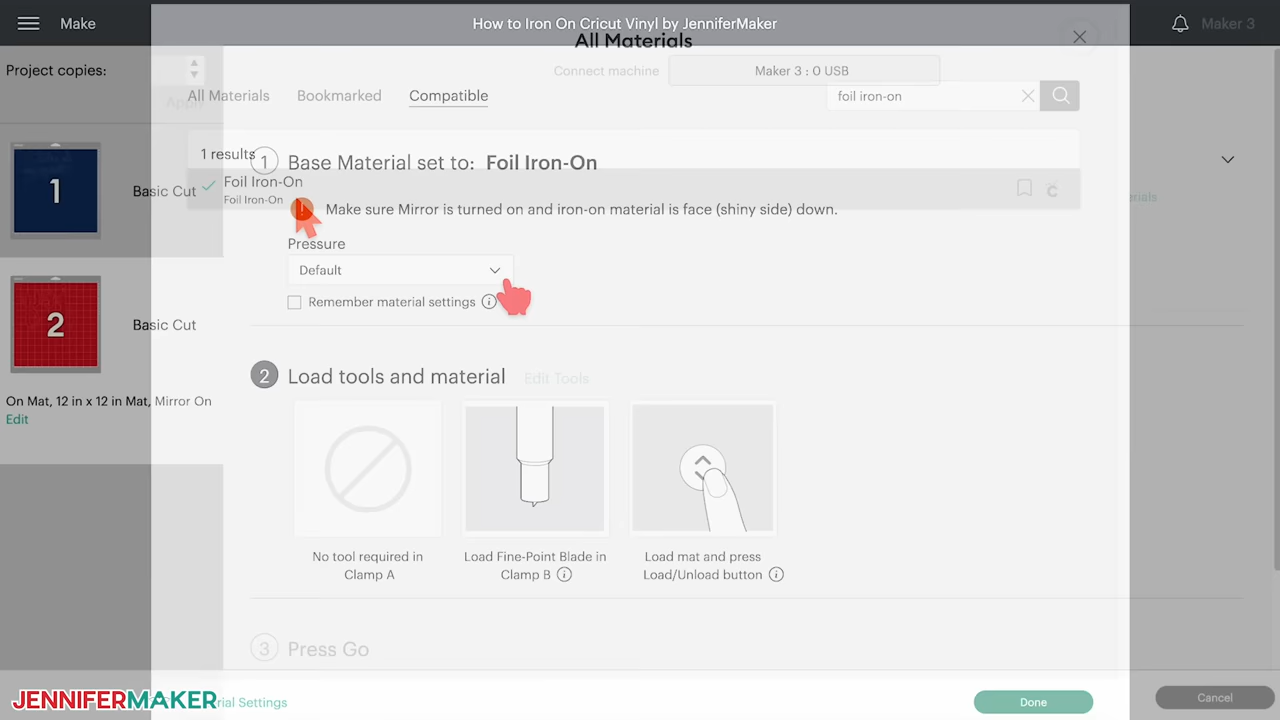 Make
How to Iron On Cricut Vinyl by JenniferMaker
Maker 3
All Materials
Project copies:
Connect machine
Maker 3 : 0 USB
All Materials
Bookmarked
Compatible
foil iron-on
1 results
1
Base Material set to: Foil Iron-On
Foil Iron-On
Foil Iron-On
1
Basic Cut
Make sure Mirror is turned on and iron-on material is face (shiny side) down.
Pressure
Default
Remember material settings
2
Basic Cut
On Mat, 12 in x 12 in Mat, Mirror On
Edit
2
Load tools and material
Edit Tools
No tool required in
Clamp A
Load Fine-Point Blade in
Clamp B
Load mat and press
Load/Unload button
3
Press Go
JENNIFERMAKER
Settings
Done
Cancel